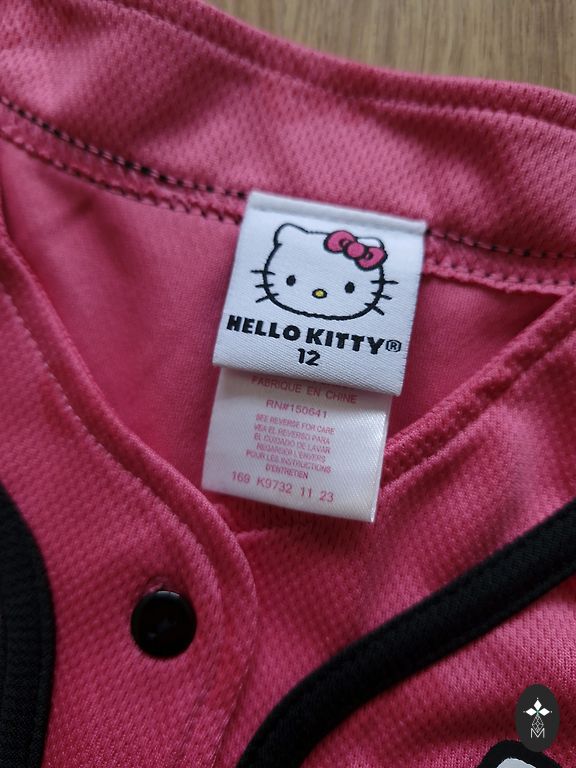 HELLO KITTY®
12
FABRIQUE EN CHINE
RN#150641
SEE REVERSE FOR CARE
VEA EL REVERSO PARA
EL CUIDADO DE LAVAR
REGARDER L'ENVERS
POUR LES INSTRUCTIONS
D'ENTRETIEN
169 K9732 11 23
M